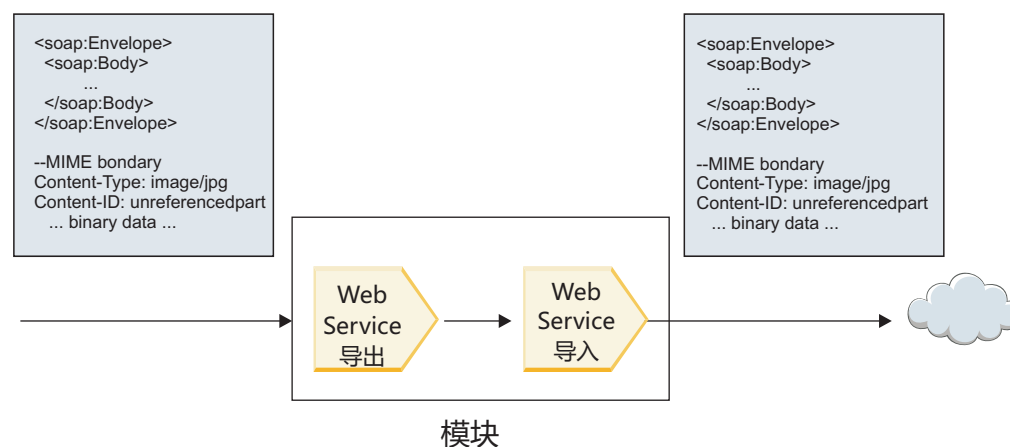 <soap:Envelope>
<soap:Body>
...
</soap:Body>
</soap:Envelope>
--MIME bondary
Content-Type: image/jpg
Content-ID: unreferencedpart
... binary data ...
<soap:Envelope>
<soap:Body>
...
</soap:Body>
</soap:Envelope>
--MIME bondary
Content-Type: image/jpg
Content-ID: unreferencedpart
... binary data ...
Web
Service
导出
Web
Service
导入
模块